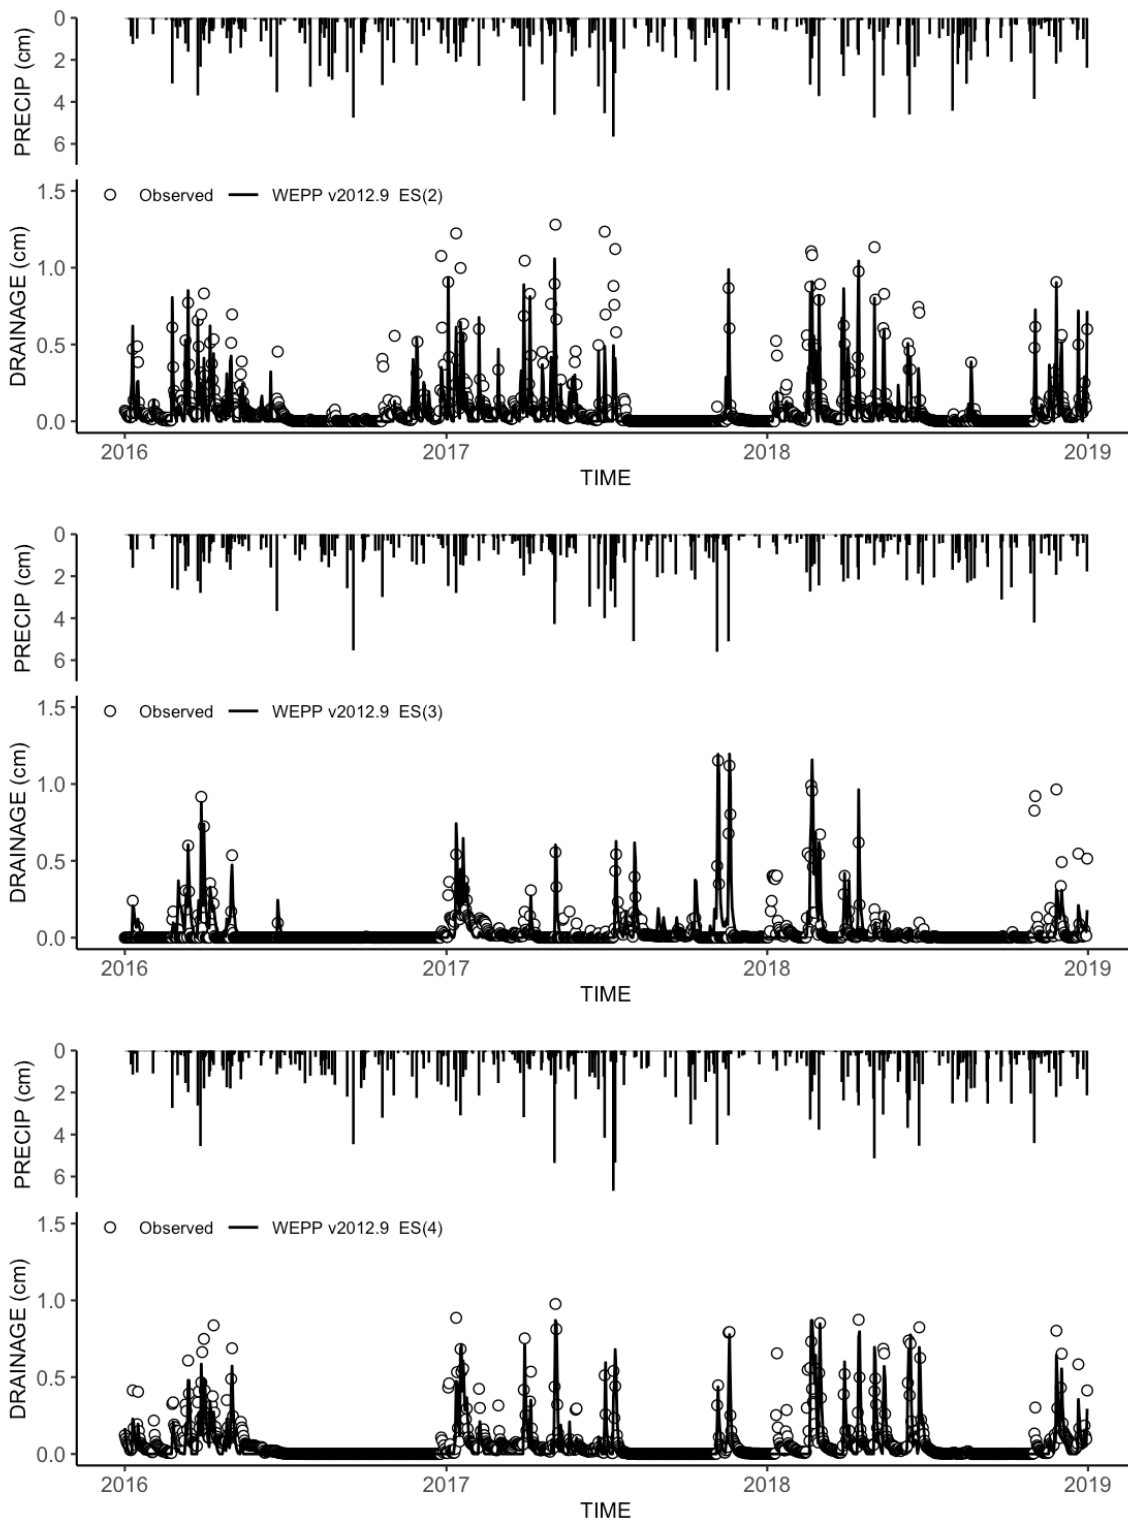 PRECIP (cm)
0
2
4
6
DRAINAGE (cm)
1.5
1.0
0.5
0.0
Observed WEPP v2012.9 ES(2)
2016 2017 2018 2019
TIME
PRECIP (cm)
0
2
4
6
DRAINAGE (cm)
1.5
1.0
0.5
0.0
Observed WEPP v2012.9 ES(3)
2016 2017 2018 2019
TIME
PRECIP (cm)
0
2
4
6
DRAINAGE (cm)
1.5
1.0
0.5
0.0
Observed WEPP v2012.9 ES(4)
2016 2017 2018 2019
TIME